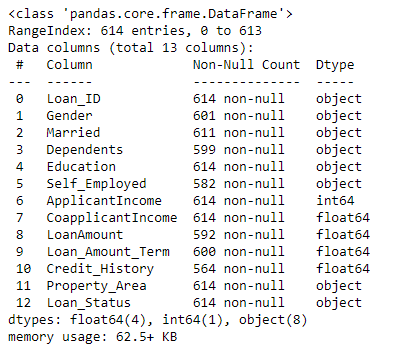 <class 'pandas.core.frame.DataFrame'>
RangeIndex: 614 entries, 0 to 613
Data columns (total 13 columns):
 #   Column             Non-Null Count  Dtype
---  ------             --------------  -----
 0   Loan_ID            614 non-null    object
 1   Gender             601 non-null    object
 2   Married            611 non-null    object
 3   Dependents         599 non-null    object
 4   Education          614 non-null    object
 5   Self_Employed      582 non-null    object
 6   ApplicantIncome    614 non-null    int64
 7   CoapplicantIncome  614 non-null    float64
 8   LoanAmount         592 non-null    float64
 9   Loan_Amount_Term   600 non-null    float64
 10  Credit_History     564 non-null    float64
 11  Property_Area      614 non-null    object
 12  Loan_Status        614 non-null    object
dtypes: float64(4), int64(1), object(8)
memory usage: 62.5+ KB